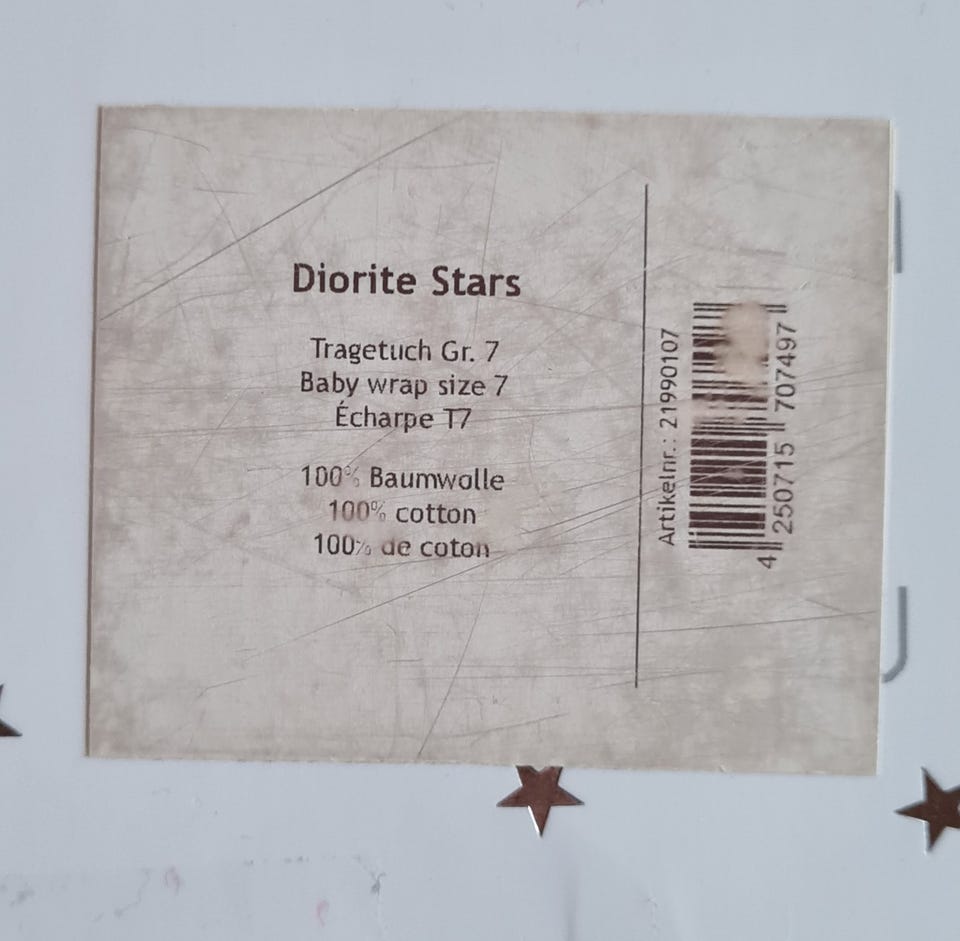 Diorite Stars
Tragetuch Gr. 7
Baby wrap size 7
Écharpe T7
100% Baumwolle
100% cotton
100% de coton
Artikelnr.: 21990107
4 250715 707497